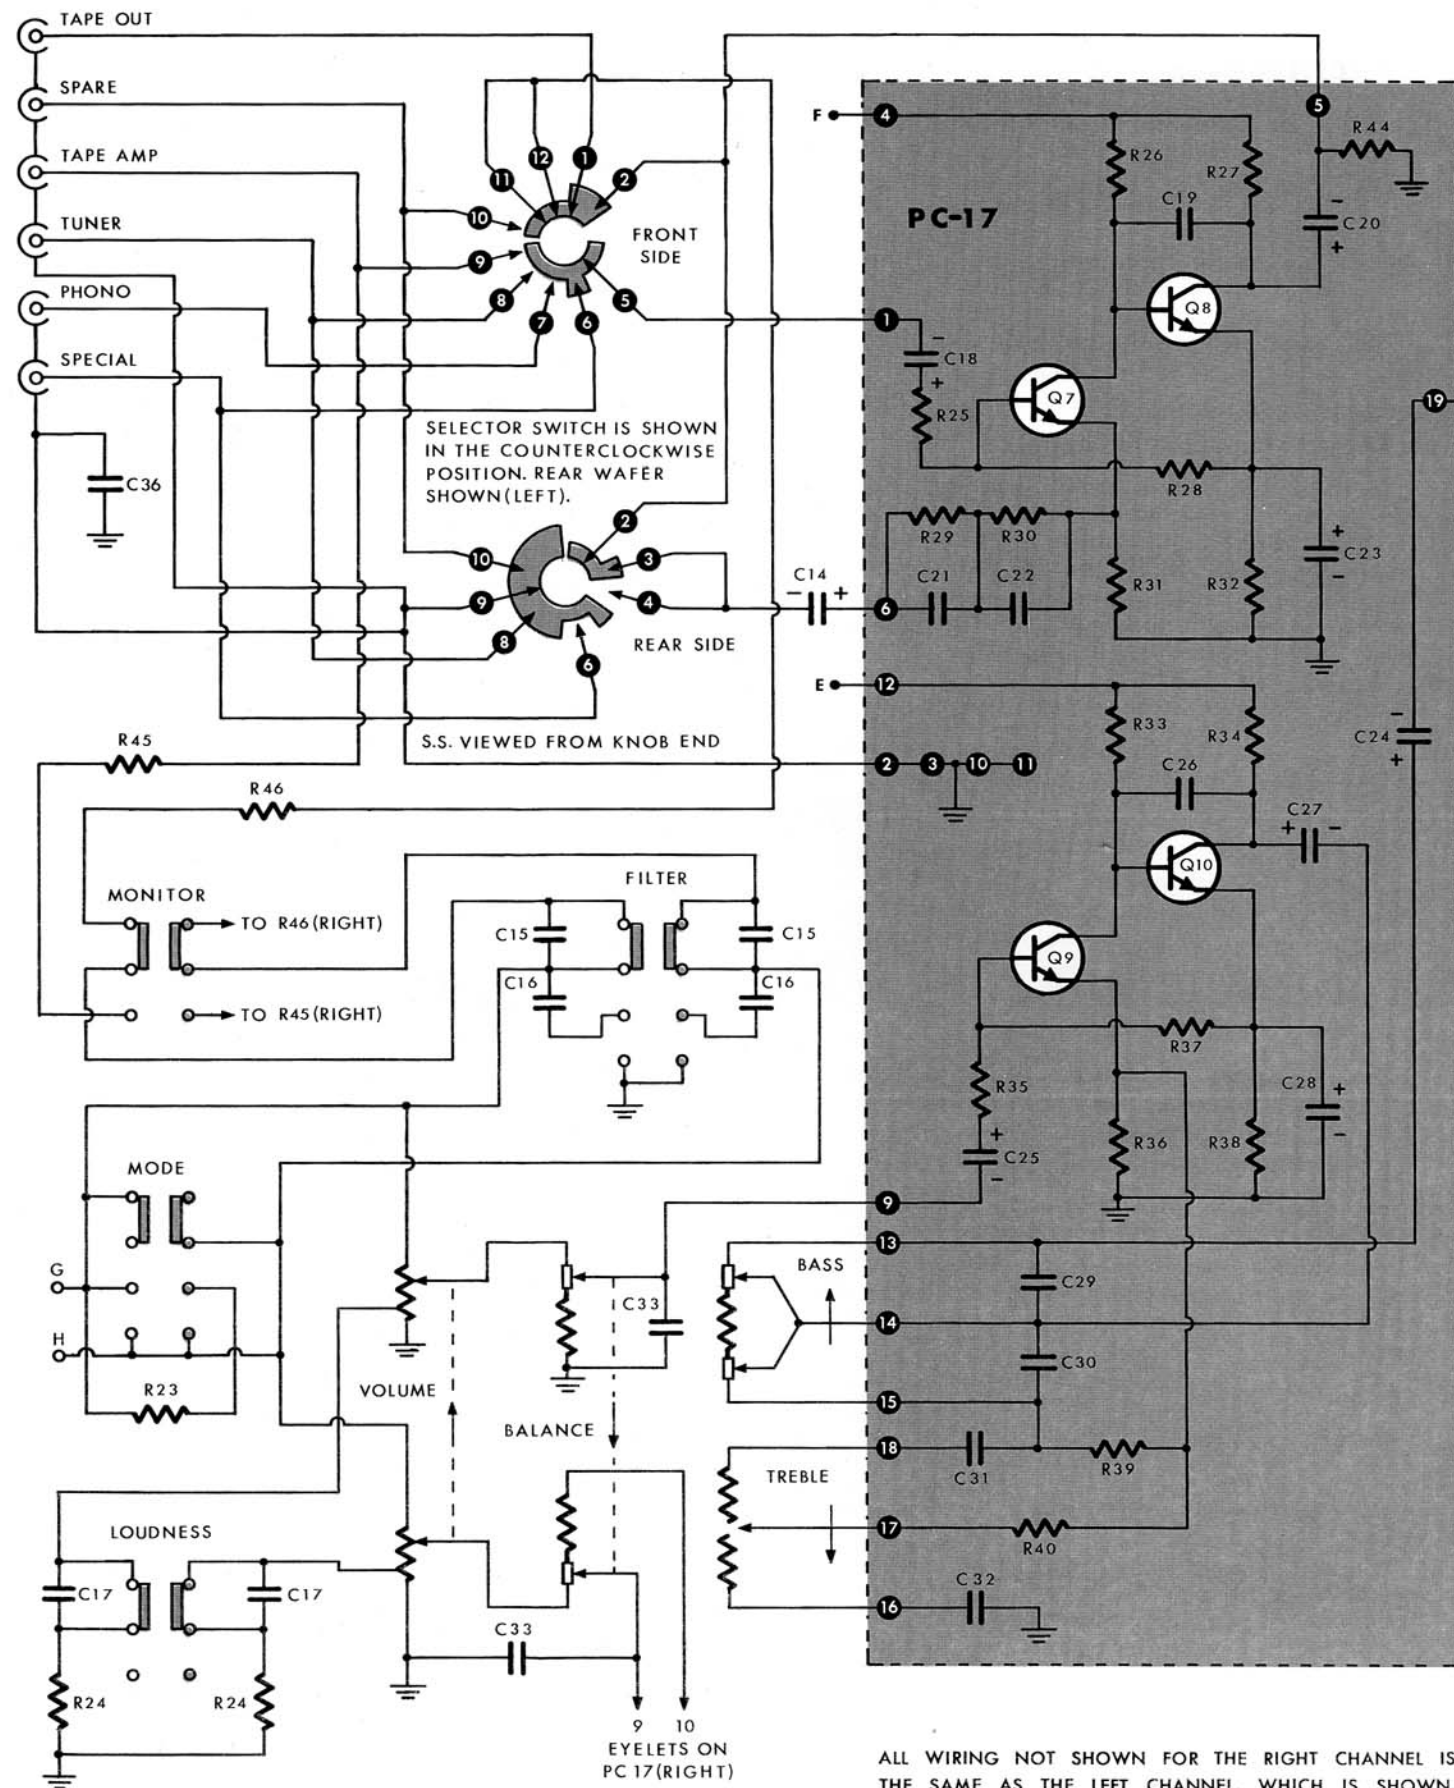 TAPE OUT
SPARE
TAPE AMP
TUNER
PHONO
SPECIAL
C36
12
1
11
2
10
9
8
7
6
5
FRONT
SIDE
SELECTOR SWITCH IS SHOWN
IN THE COUNTERCLOCKWISE
POSITION. REAR WAFER
SHOWN (LEFT).
2
10
3
9
4
8
6
REAR SIDE
S.S. VIEWED FROM KNOB END
C14
- +
R45
R46
MONITOR
TO R46 (RIGHT)
TO R45 (RIGHT)
FILTER
C15
C15
C16
C16
MODE
G
H
R23
VOLUME
BALANCE
C33
LOUDNESS
C17
C17
R24
R24
C33
9 10
EYELETS ON
PC 17 (RIGHT)
BASS
TREBLE
F
4
5
R44
R26
R27
C19
-
C20
+
PC-17
Q8
1
-
C18
+
R25
Q7
19
R28
R29
R30
C21
C22
6
R31
R32
+
C23
-
E
12
R33
R34
-
C24
+
2 3 10 11
C26
C27
+ -
Q10
Q9
R37
R35
C28
+
-
+
C25
-
R36
R38
9
13
C29
14
C30
15
18
C31
R39
17
R40
C32
16
ALL WIRING NOT SHOWN FOR THE RIGHT CHANNEL IS
THE SAME AS THE LEFT CHANNEL WHICH IS SHOWN